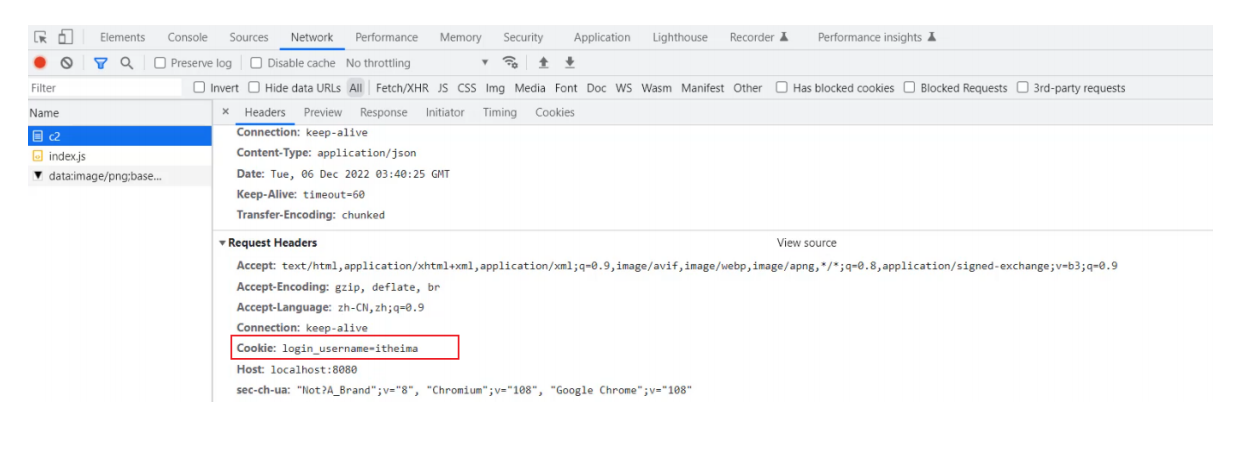 Elements Console Sources Network Performance Memory Security Application Lighthouse Recorder Performance insights
Preserve log Disable cache No throttling
Filter Invert Hide data URLs All Fetch/XHR JS CSS Img Media Font Doc WS Wasm Manifest Other Has blocked cookies Blocked Requests 3rd-party requests
Name × Headers Preview Response Initiator Timing Cookies
c2
index.js
data:image/png;base...
Connection: keep-alive
Content-Type: application/json
Date: Tue, 06 Dec 2022 03:40:25 GMT
Keep-Alive: timeout=60
Transfer-Encoding: chunked
Request Headers View source
Accept: text/html,application/xhtml+xml,application/xml;q=0.9,image/avif,image/webp,image/apng,*/*;q=0.8,application/signed-exchange;v=b3;q=0.9
Accept-Encoding: gzip, deflate, br
Accept-Language: zh-CN,zh;q=0.9
Connection: keep-alive
Cookie: login_username=itheima
Host: localhost:8080
sec-ch-ua: "Not?A_Brand";v="8", "Chromium";v="108", "Google Chrome";v="108"